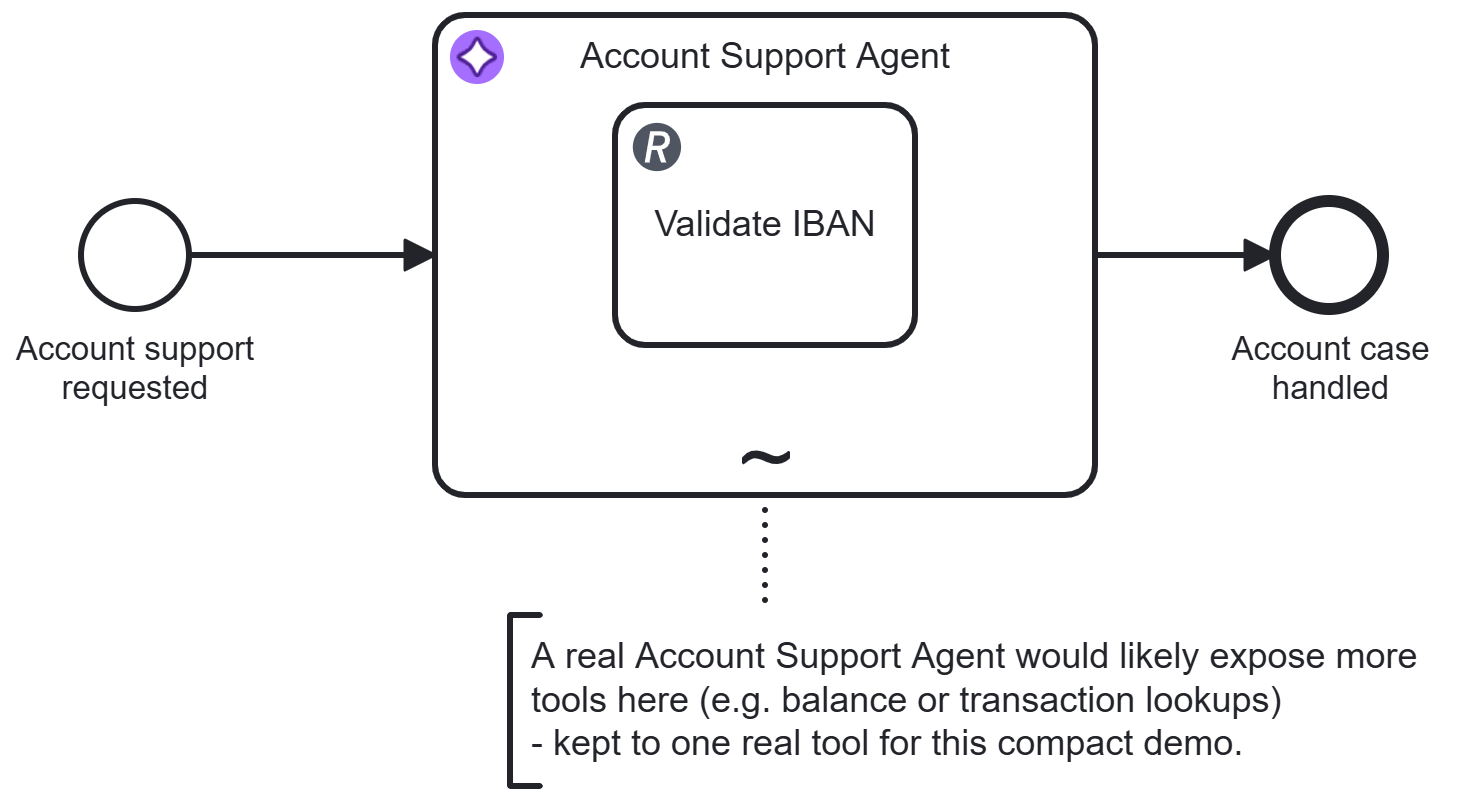 Account Support Agent
R
Validate IBAN
Account support
requested
Account case
handled
A real Account Support Agent would likely expose more
tools here (e.g. balance or transaction lookups)
- kept to one real tool for this compact demo.